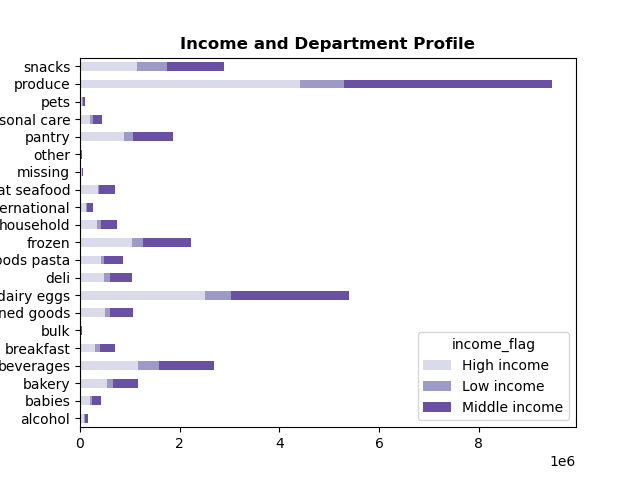 Income and Department Profile
snacks
produce
pets
sonal care
pantry
other
missing
at seafood
ernational
household
frozen
oods pasta
deli
dairy eggs
ned goods
bulk
breakfast
beverages
bakery
babies
alcohol
income_flag
High income
Low income
Middle income
0 2 4 6 8
1e6